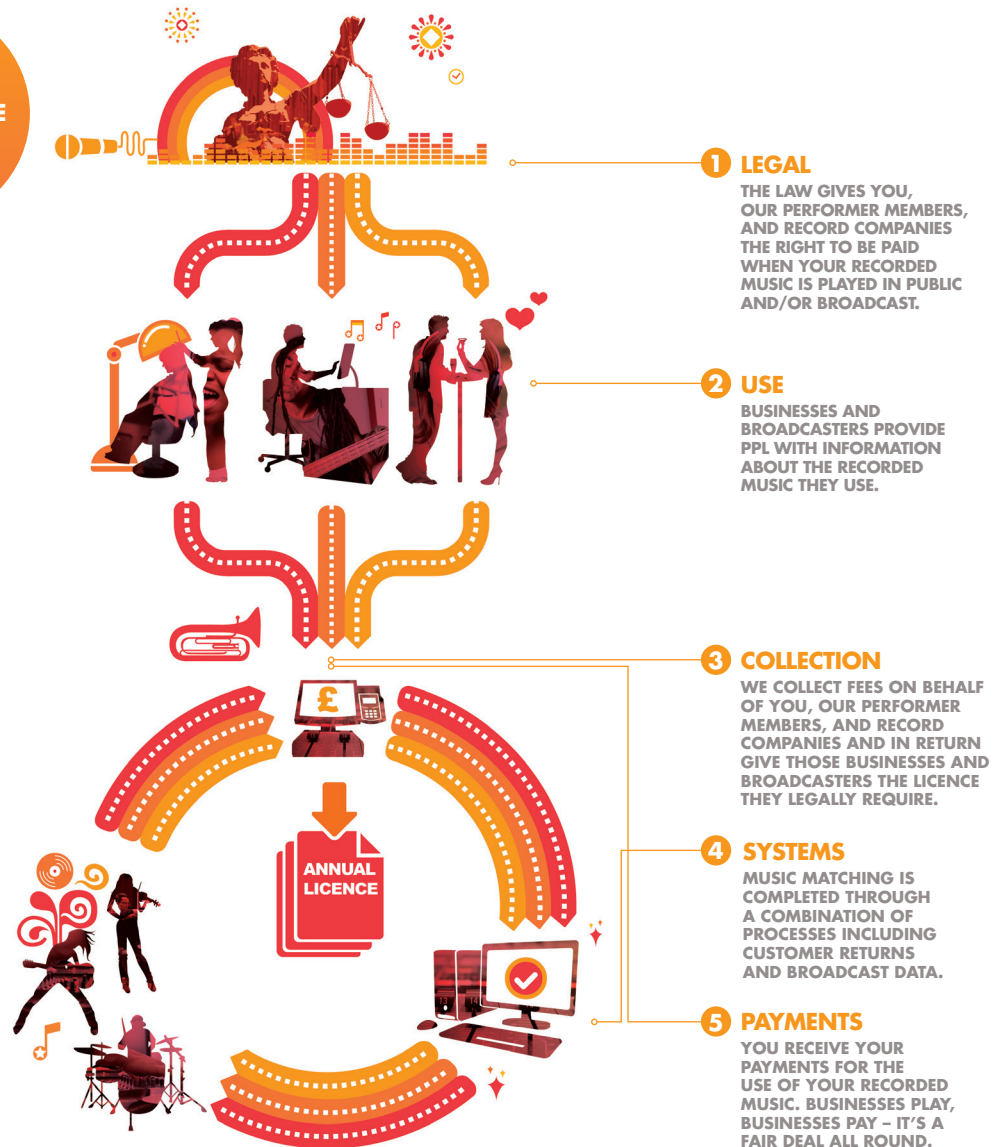 E
1 LEGAL
THE LAW GIVES YOU,
OUR PERFORMER MEMBERS,
AND RECORD COMPANIES
THE RIGHT TO BE PAID
WHEN YOUR RECORDED
MUSIC IS PLAYED IN PUBLIC
AND/OR BROADCAST.
2 USE
BUSINESSES AND
BROADCASTERS PROVIDE
PPL WITH INFORMATION
ABOUT THE RECORDED
MUSIC THEY USE.
3 COLLECTION
WE COLLECT FEES ON BEHALF
OF YOU, OUR PERFORMER
MEMBERS, AND RECORD
COMPANIES AND IN RETURN
GIVE THOSE BUSINESSES AND
BROADCASTERS THE LICENCE
THEY LEGALLY REQUIRE.
£
ANNUAL
LICENCE
4 SYSTEMS
MUSIC MATCHING IS
COMPLETED THROUGH
A COMBINATION OF
PROCESSES INCLUDING
CUSTOMER RETURNS
AND BROADCAST DATA.
13 14
5 PAYMENTS
YOU RECEIVE YOUR
PAYMENTS FOR THE
USE OF YOUR RECORDED
MUSIC. BUSINESSES PLAY,
BUSINESSES PAY – IT’S A
FAIR DEAL ALL ROUND.